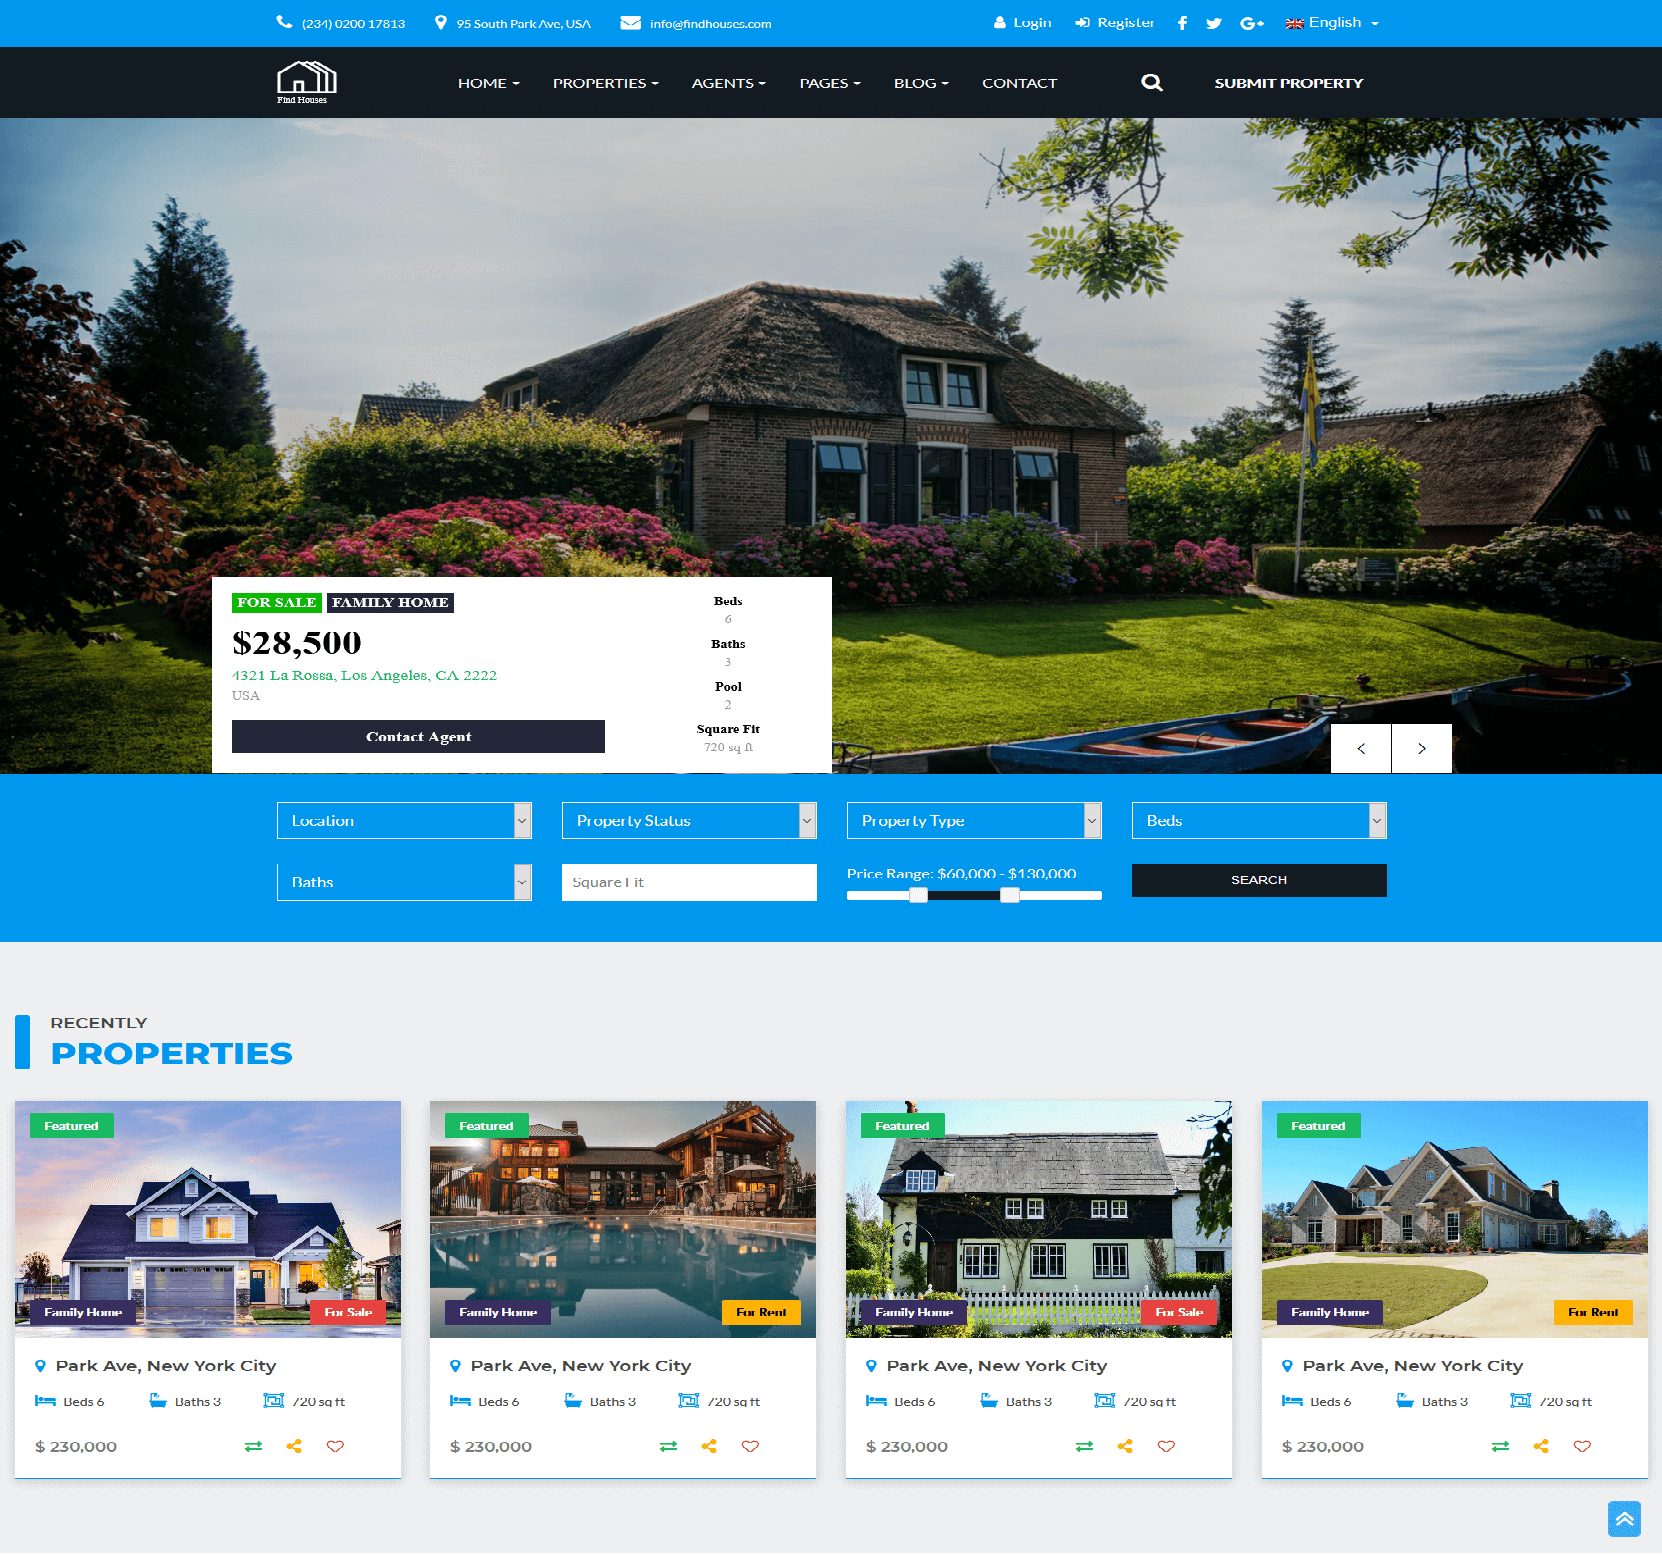 (234) 0200 17813 95 South Park Ave, USA info@findhouses.com Login Register English
Find Houses
HOME PROPERTIES AGENTS PAGES BLOG CONTACT SUBMIT PROPERTY
FOR SALE FAMILY HOME
$28,500
4321 La Rossa, Los Angeles, CA 2222
USA
Contact Agent
Beds
6
Baths
3
Pool
2
Square Fit
720 sq ft
Location Property Status Property Type Beds
Baths Square Fit Price Range: $60,000 - $130,000 SEARCH
RECENTLY
PROPERTIES
Featured
Family Home For Sale
Park Ave, New York City
Beds 6 Baths 3 720 sq ft
$ 230,000
Featured
Family Home For Rent
Park Ave, New York City
Beds 6 Baths 3 720 sq ft
$ 230,000
Featured
Family Home For Sale
Park Ave, New York City
Beds 6 Baths 3 720 sq ft
$ 230,000
Featured
Family Home For Rent
Park Ave, New York City
Beds 6 Baths 3 720 sq ft
$ 230,000